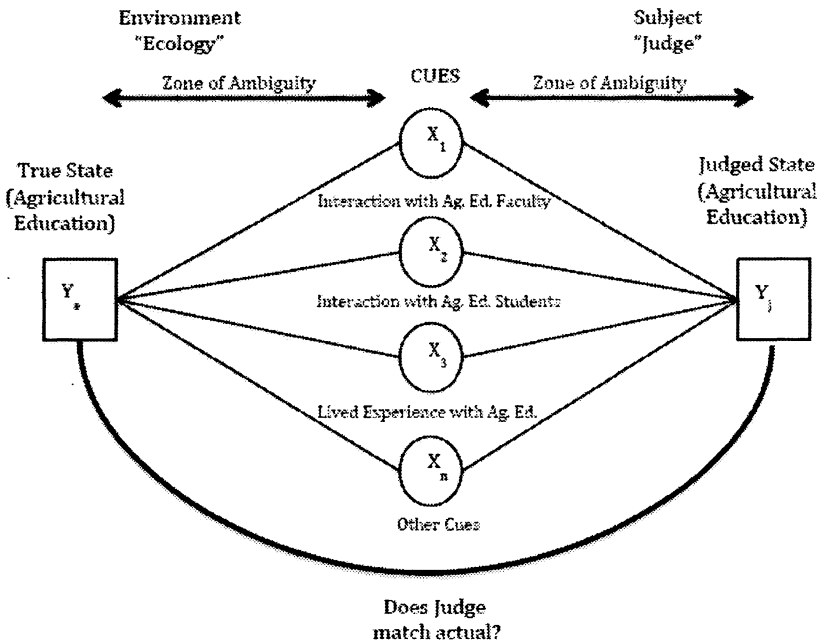 Environment
"Ecology"
Subject
"Judge"
Zone of Ambiguity
CUES
Zone of Ambiguity
X1
True State
(Agricultural
Education)
Judged State
(Agricultural
Education)
Interaction with Ag. Ed. Faculty
X2
Ye
Yj
Interaction with Ag. Ed. Students
X3
Lived Experience with Ag. Ed.
Xn
Other Cues
Does Judge
match actual?